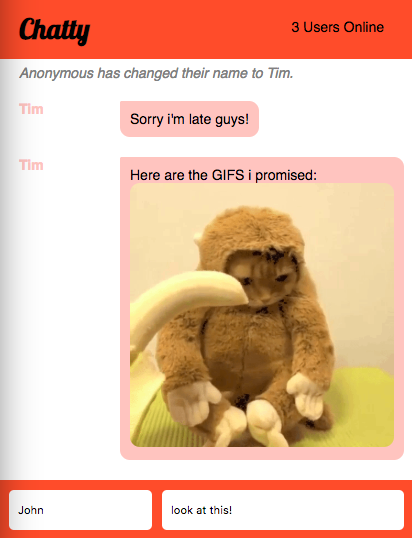 Chatty
3 Users Online
Anonymous has changed their name to Tim.
Tim
Sorry i'm late guys!
Tim
Here are the GIFS i promised:
John
look at this!